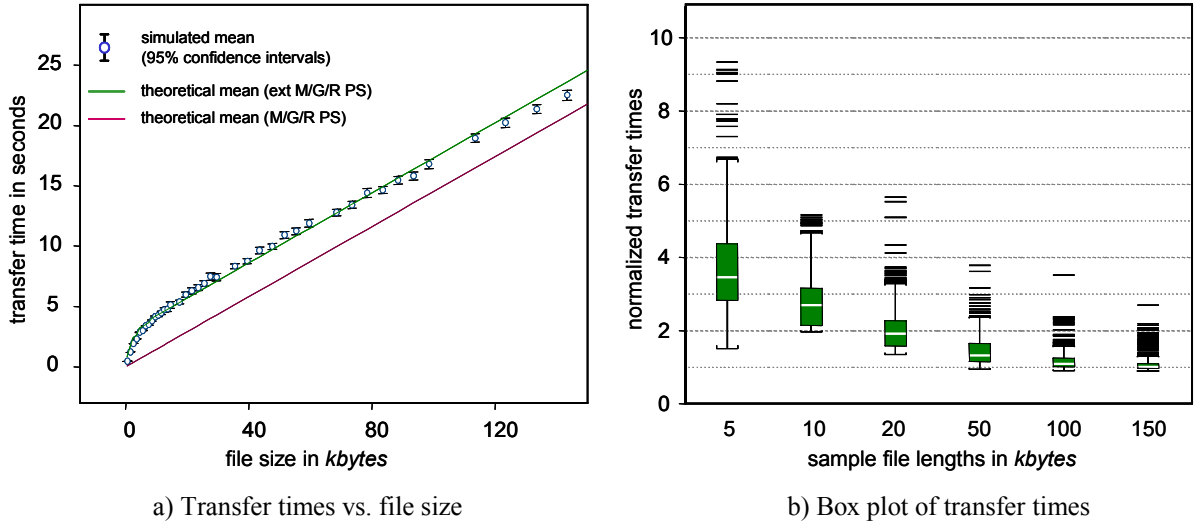 simulated mean
(95% confidence intervals)
theoretical mean (ext M/G/R PS)
theoretical mean (M/G/R PS)
transfer time in seconds
25
20
15
10
5
0
0
40
80
120
file size in kbytes
a) Transfer times vs. file size
normalized transfer times
10
8
6
4
2
0
5
10
20
50
100
150
sample file lengths in kbytes
b) Box plot of transfer times